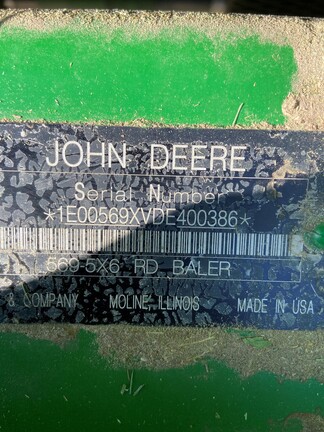 JOHN DEERE
Serial Number
*1E00569XVDE400386*
569-5X6 RD BALER
& COMPANY MOLINE, ILLINOIS MADE IN USA